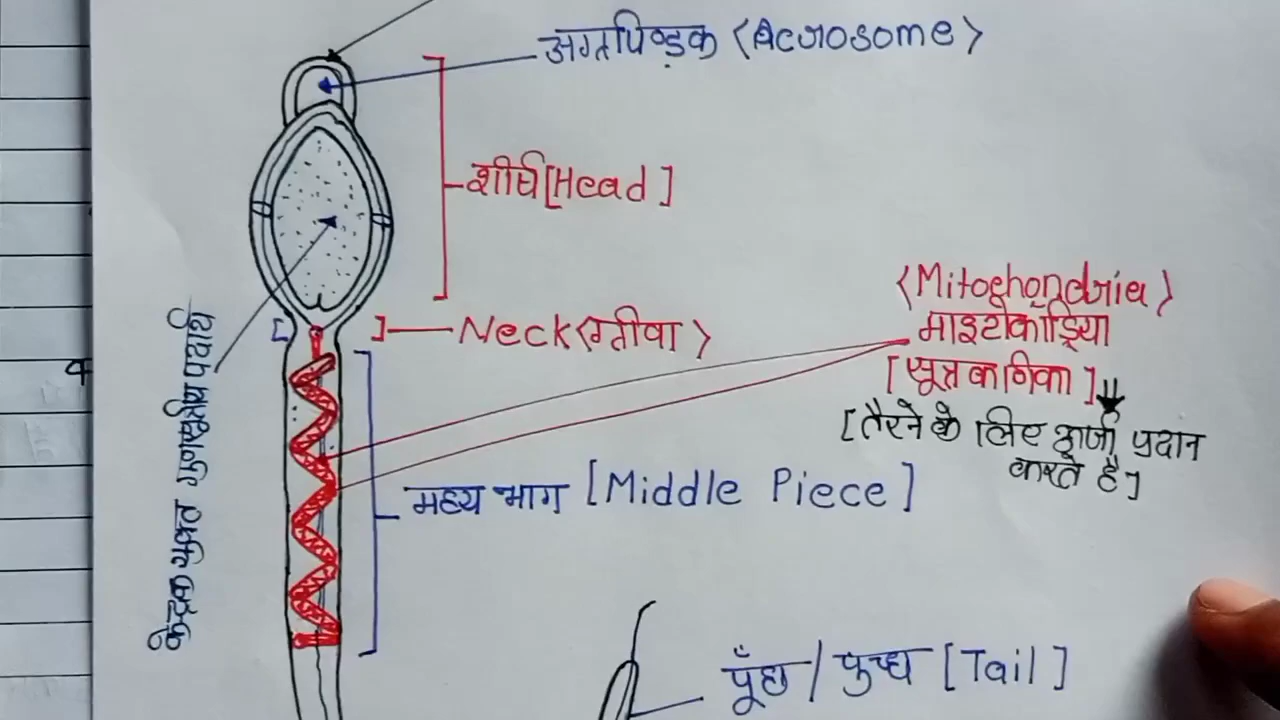 अग्रपिण्ड़क <Acrosome>
शीर्ष [Head]
Neck <ग्रीवा>
<Mitochondria>
माइटोकॉंड्रिया
[सूत्र कणिका]
[तैरने के लिए ऊर्जा प्रदान
करते है]
मध्य भाग [Middle Piece]
केन्द्रक युक्त गुणसूत्रीय पदार्थ
पूँछ / पुच्छ [Tail]